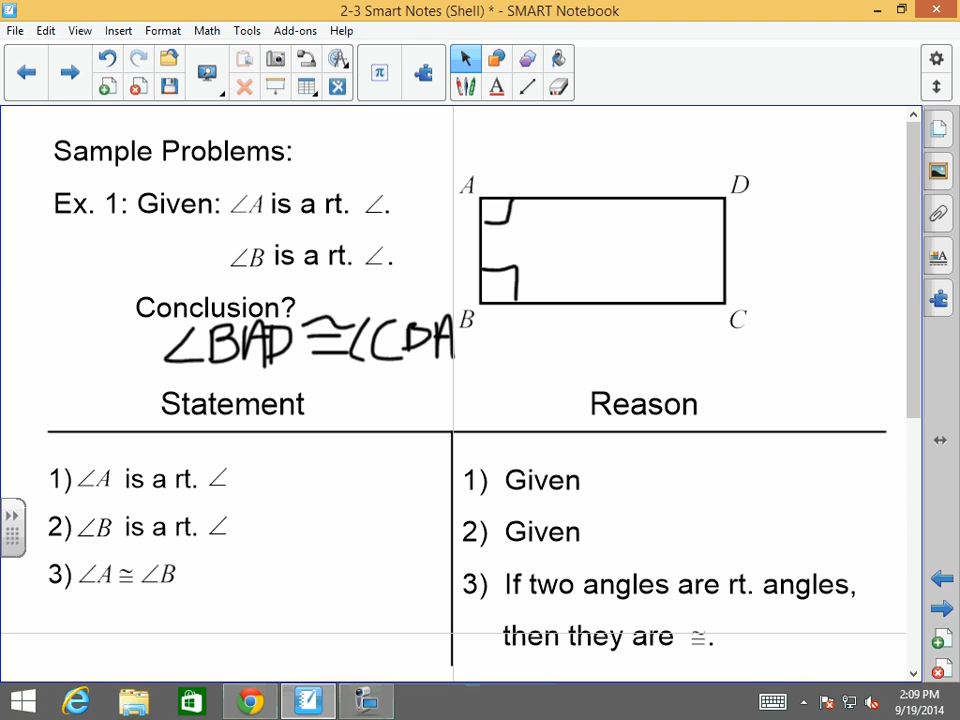 2-3 Smart Notes (Shell) * - SMART Notebook
File Edit View Insert Format Math Tools Add-ons Help
Sample Problems:
Ex. 1: Given: ∠A is a rt. ∠.
∠B is a rt. ∠.
Conclusion?
∠BAD ≅ ∠CBA
A
D
B
C
Statement
Reason
1) ∠A is a rt. ∠
1) Given
2) ∠B is a rt. ∠
2) Given
3) ∠A ≅ ∠B
3) If two angles are rt. angles,
then they are ≅.
2:09 PM
9/19/2014